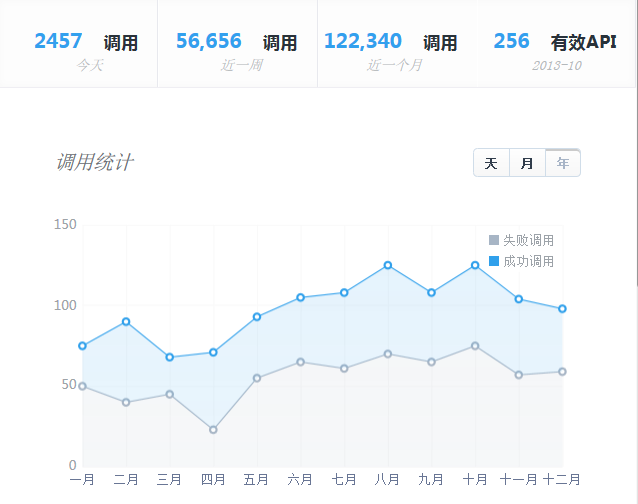 2457 调用 56,656 调用 122,340 调用 256 有效API
今天 近一周 近一个月 2013-10
调用统计 天 月 年
150
失败调用
成功调用
100
50
0
一月 二月 三月 四月 五月 六月 七月 八月 九月 十月 十一月 十二月